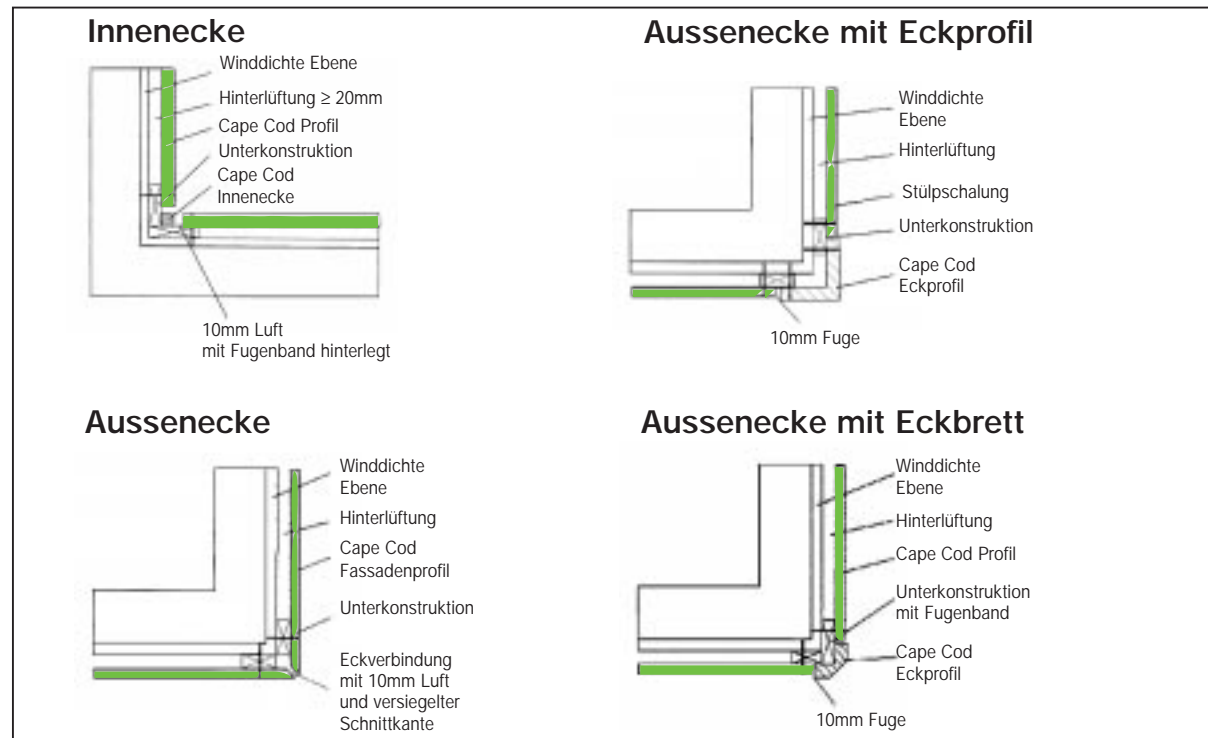 Innenecke
Winddichte Ebene
Hinterlüftung ≥ 20mm
Cape Cod Profil
Unterkonstruktion
Cape Cod
Innenecke
10mm Luft
mit Fugenband hinterlegt
Aussenecke mit Eckprofil
Winddichte
Ebene
Hinterlüftung
Stülpschalung
Unterkonstruktion
Cape Cod
Eckprofil
10mm Fuge
Aussenecke
Winddichte
Ebene
Hinterlüftung
Cape Cod
Fassadenprofil
Unterkonstruktion
Eckverbindung
mit 10mm Luft
und versiegelter
Schnittkante
Aussenecke mit Eckbrett
Winddichte
Ebene
Hinterlüftung
Cape Cod Profil
Unterkonstruktion
mit Fugenband
Cape Cod
Eckprofil
10mm Fuge